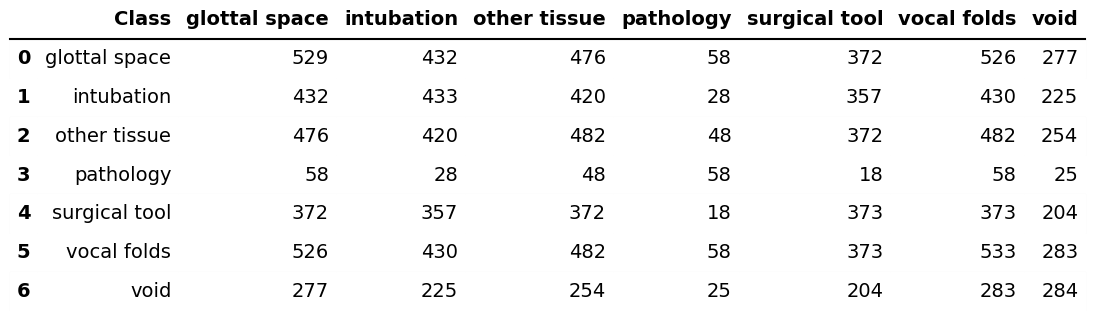 Class glottal space intubation other tissue pathology surgical tool vocal folds void
0 glottal space 529 432 476 58 372 526 277
1 intubation 432 433 420 28 357 430 225
2 other tissue 476 420 482 48 372 482 254
3 pathology 58 28 48 58 18 58 25
4 surgical tool 372 357 372 18 373 373 204
5 vocal folds 526 430 482 58 373 533 283
6 void 277 225 254 25 204 283 284